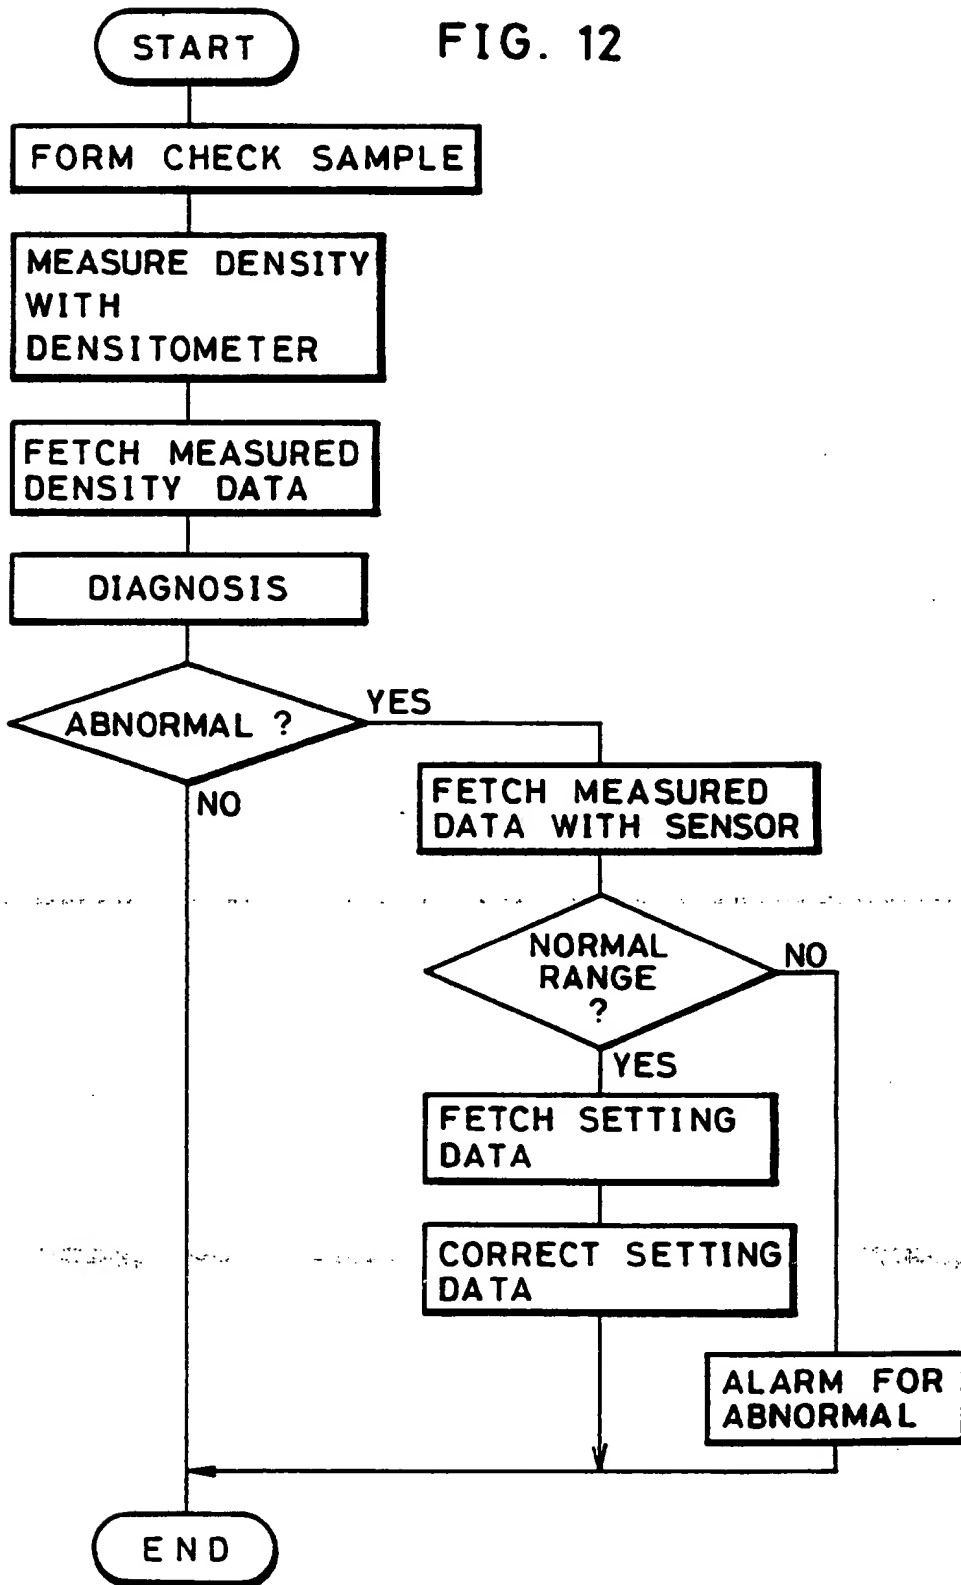 START
FIG. 12
FORM CHECK SAMPLE
MEASURE DENSITY
WITH
DENSITOMETER
FETCH MEASURED
DENSITY DATA
DIAGNOSIS
ABNORMAL ?
YES
NO
FETCH MEASURED
DATA WITH SENSOR
NORMAL
RANGE
?
NO
YES
FETCH SETTING
DATA
CORRECT SETTING
DATA
ALARM FOR
ABNORMAL
END